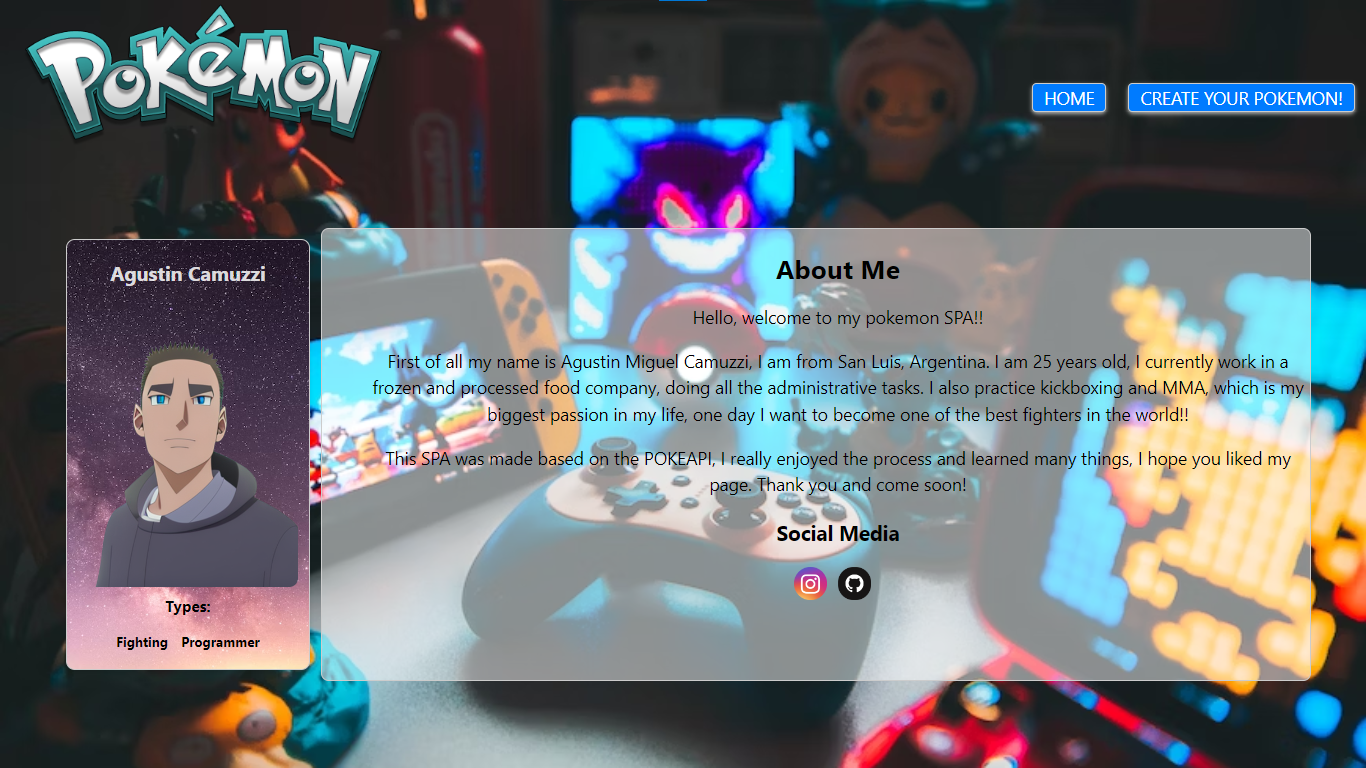 POKéMON
HOME
CREATE YOUR POKEMON!
Agustin Camuzzi
Types:
Fighting Programmer
About Me
Hello, welcome to my pokemon SPA!!
First of all my name is Agustin Miguel Camuzzi, I am from San Luis, Argentina. I am 25 years old, I currently work in a
frozen and processed food company, doing all the administrative tasks. I also practice kickboxing and MMA, which is my
biggest passion in my life, one day I want to become one of the best fighters in the world!!
This SPA was made based on the POKEAPI, I really enjoyed the process and learned many things, I hope you liked my
page. Thank you and come soon!
Social Media